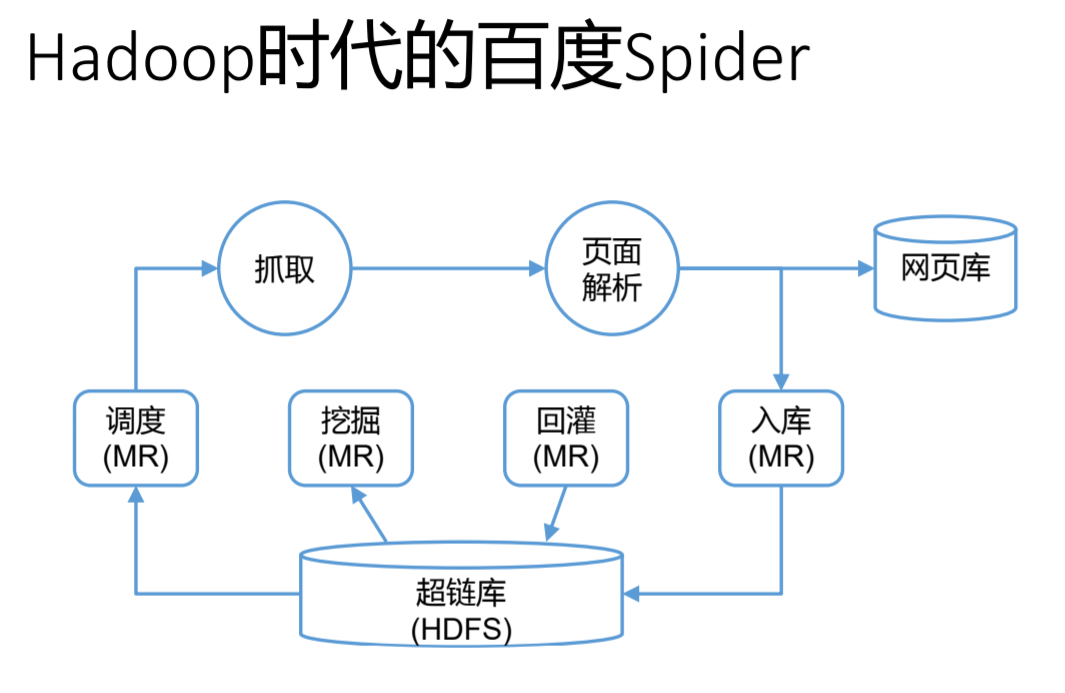 Hadoop时代的百度Spider
抓取
页面
解析
网页库
调度
(MR)
挖掘
(MR)
回灌
(MR)
入库
(MR)
超链库
(HDFS)